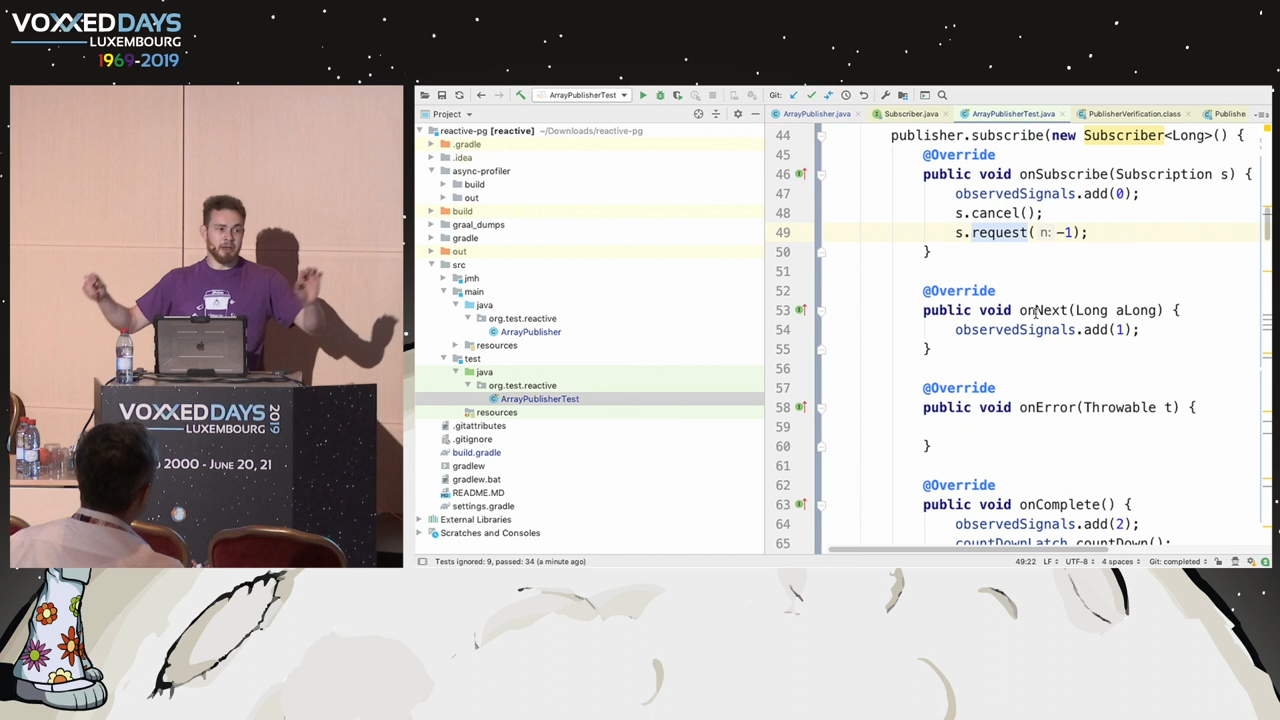 VOXXED DAYS
LUXEMBOURG
1969-2019
VOXXED DAYS
LUXEMBOURG
2019
2000 - JUNE 20, 21
ArrayPublisherTest
Git:
Project
ArrayPublisher.java
Subscriber.java
ArrayPublisherTest.java
PublisherVerification.class
Publishe
reactive-pg [reactive] ~/Downloads/reactive-pg
.gradle
.idea
async-profiler
build
out
build
graal_dumps
gradle
out
src
jmh
main
java
org.test.reactive
ArrayPublisher
resources
test
java
org.test.reactive
ArrayPublisherTest
resources
.gitattributes
.gitignore
build.gradle
gradlew
gradlew.bat
README.MD
settings.gradle
External Libraries
Scratches and Consoles
44 publisher.subscribe(new Subscriber<Long>() {
45 @Override
46 public void onSubscribe(Subscription s) {
47 observedSignals.add(0);
48 s.cancel();
49 s.request( n: -1);
50 }
51
52 @Override
53 public void onNext(Long aLong) {
54 observedSignals.add(1);
55 }
56
57 @Override
58 public void onError(Throwable t) {
59
60 }
61
62 @Override
63 public void onComplete() {
64 observedSignals.add(2);
65 countDownLatch.countDown();
Tests ignored: 9, passed: 34 (a minute ago)
49:22 LF UTF-8 4 spaces Git: completed